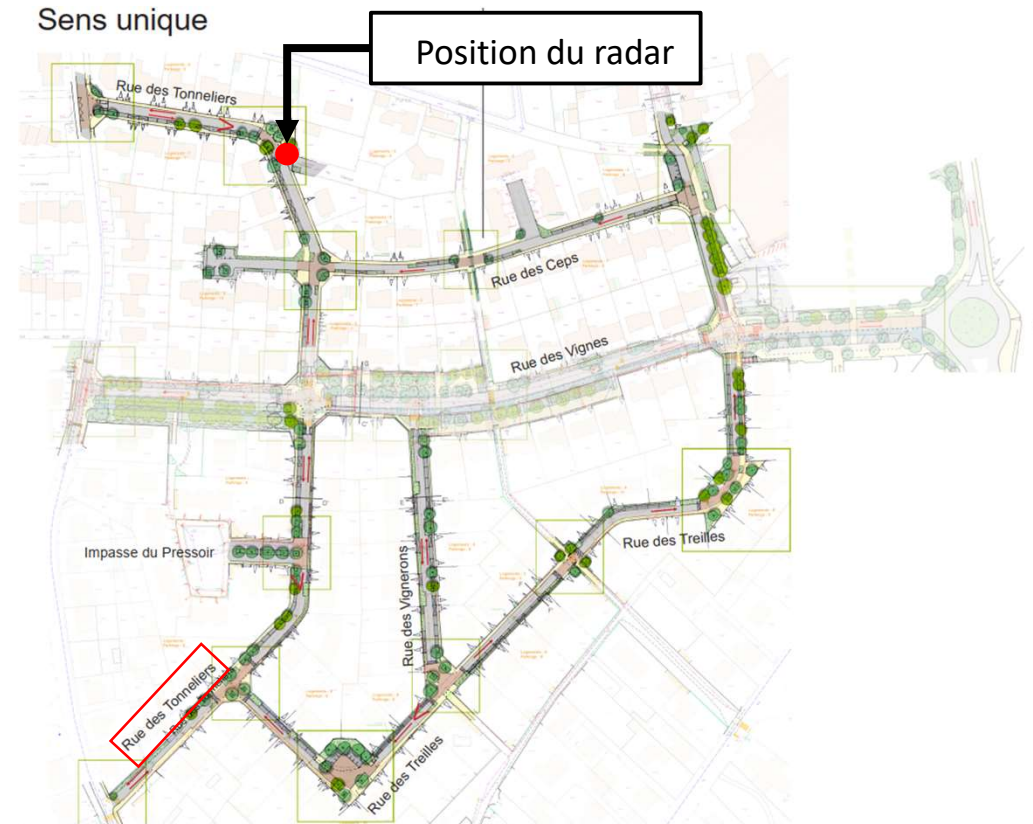 Sens unique
Position du radar
Rue des Tonneliers
Rue des Ceps
Rue des Vignes
Rue des Treilles
Impasse du Pressoir
Rue des Vignerons
Rue des Tonneliers
Rue des Treilles